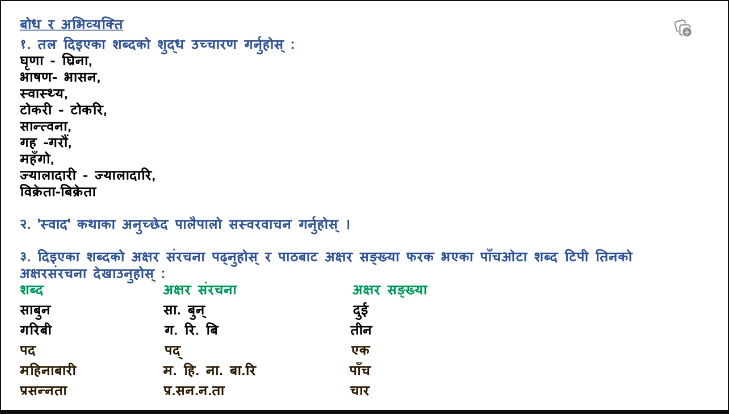 बोध र अभिव्यक्ति
१. तल दिइएका शब्दको शुद्ध उच्चारण गर्नुहोस् :
घृणा - घ्रिना,
भाषण- भासन,
स्वास्थ्य,
टोकरी - टोकरि,
सान्त्वना,
गह -गरौं,
महँगो,
ज्यालादारी - ज्यालादारि,
विक्रेता-बिक्रेता
२. 'स्वाद' कथाका अनुच्छेद पालैपालो सस्वरवाचन गर्नुहोस् ।
३. दिइएका शब्दको अक्षर संरचना पढ्नुहोस् र पाठबाट अक्षर सङ्ख्या फरक भएका पाँचओटा शब्द टिपी तिनको
अक्षरसंरचना देखाउनुहोस् :
शब्द अक्षर संरचना अक्षर सङ्ख्या
साबुन सा. बुन् दुई
गरिबी ग. रि. बि तीन
पद पद् एक
महिनाबारी म. हि. ना. बा.रि पाँच
प्रसन्नता प्र.सन.न.ता चार